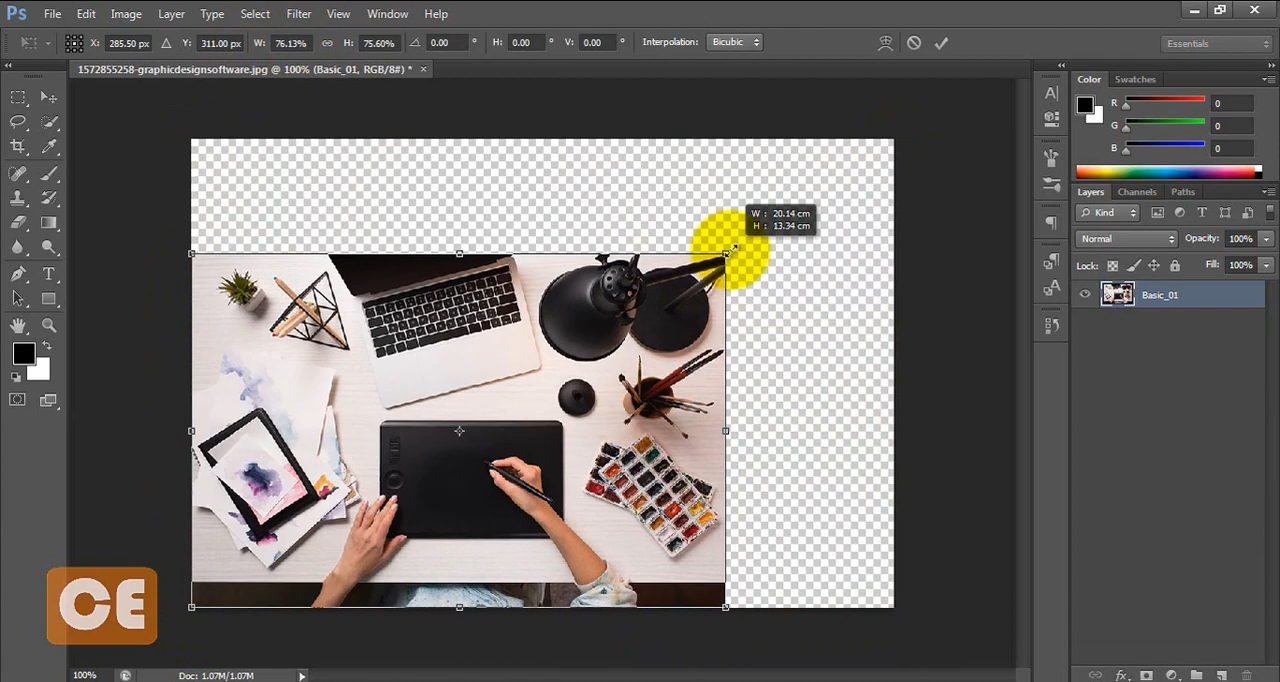 Ps File Edit Image Layer Type Select Filter View Window Help
X: 285.50 px Y: 311.00 px W: 76.13% H: 75.60% 0.00 ° H: 0.00 ° V: 0.00 ° Interpolation: Bicubic Essentials
1572855258-graphicdesignsoftware.jpg @ 100% (Basic_01, RGB/8#) * ×
Color Swatches
R 0
G 0
B 0
Layers Channels Paths
Kind
Normal Opacity: 100%
Lock: Fill: 100%
Basic_01
W : 20.14 cm
H : 13.34 cm
CE
100% Doc: 1.07M/1.07M